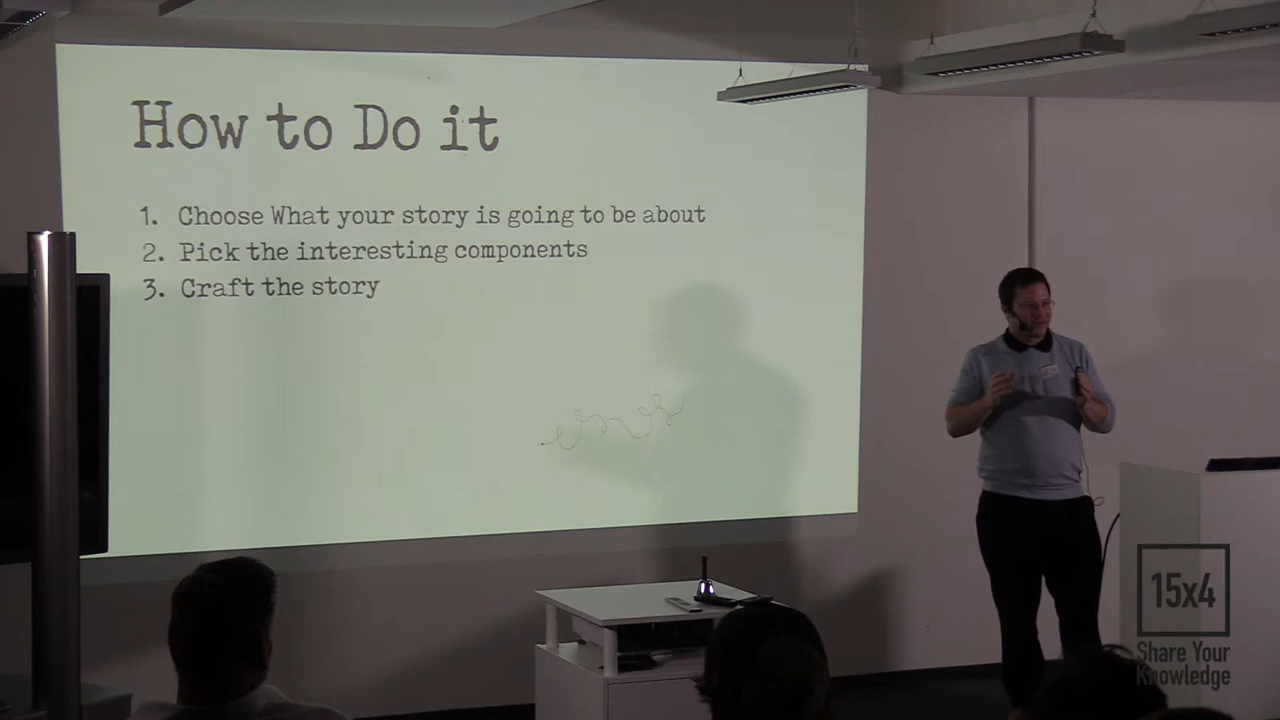 How to Do it
1. Choose What your story is going to be about
2. Pick the interesting components
3. Craft the story
15x4
Share Your
Knowledge